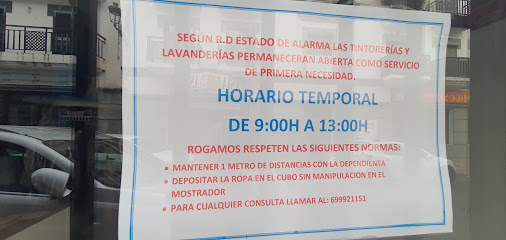 SEGÚN R.D ESTADO DE ALARMA LAS TINTORERÍAS Y
LAVANDERÍAS PERMANECERAN ABIERTA COMO SERVICIO
DE PRIMERA NECESIDAD.
HORARIO TEMPORAL
DE 9:00H A 13:00H
ROGAMOS RESPETEN LAS SIGUIENTES NORMAS:
• MANTENER 1 METRO DE DISTANCIAS CON LA DEPENDIENTA
• DEPOSITAR LA ROPA EN EL CUBO SIN MANIPULACION EN EL
MOSTRADOR
• PARA CUALQUIER CONSULTA LLAMAR AL: 699921151